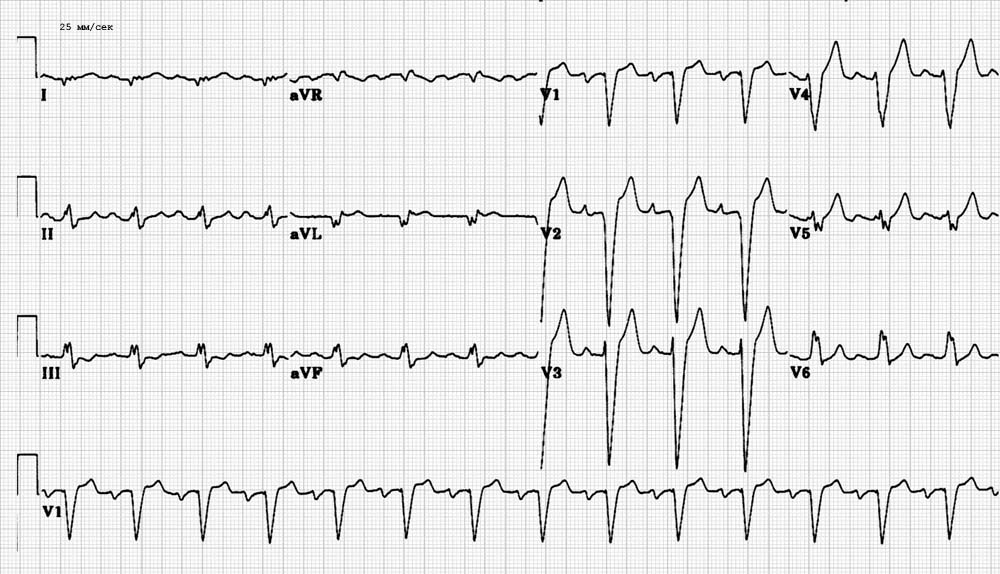 25 мм/сек
I aVR V1 V4
II aVL V2 V5
III aVF V3 V6
V1